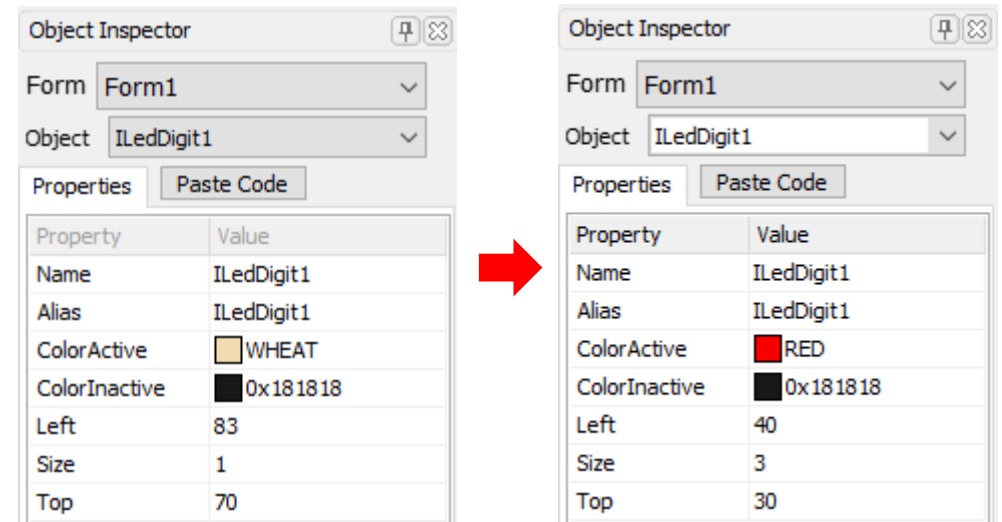 Object Inspector
Form Form1
Object ILedDigit1
Properties Paste Code
Property Value
Name ILedDigit1
Alias ILedDigit1
ColorActive WHEAT
ColorInactive 0x181818
Left 83
Size 1
Top 70
Object Inspector
Form Form1
Object ILedDigit1
Properties Paste Code
Property Value
Name ILedDigit1
Alias ILedDigit1
ColorActive RED
ColorInactive 0x181818
Left 40
Size 3
Top 30